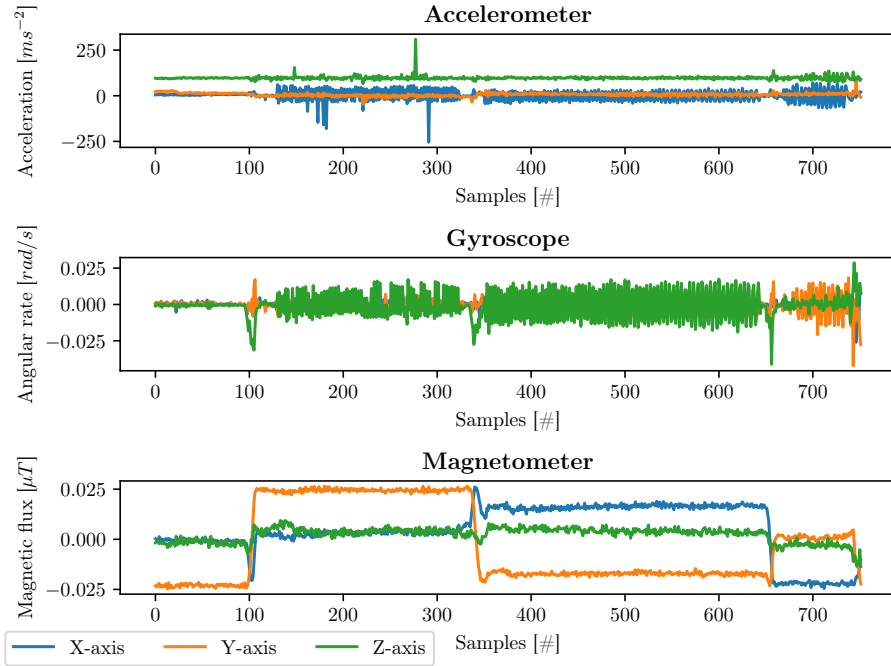 Accelerometer
Acceleration [ms⁻²]
250
0
−250
0 100 200 300 400 500 600 700
Samples [#]
Gyroscope
Angular rate [rad/s]
0.025
0.000
−0.025
0 100 200 300 400 500 600 700
Samples [#]
Magnetometer
Magnetic flux [μT]
0.025
0.000
−0.025
0 100 200 300 400 500 600 700
Samples [#]
X-axis Y-axis Z-axis